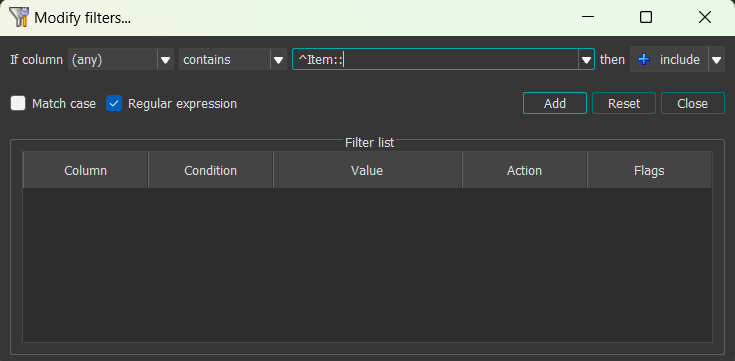 Modify filters...
If column (any) contains ^Item:: then include
Match case Regular expression Add Reset Close
Filter list
Column Condition Value Action Flags